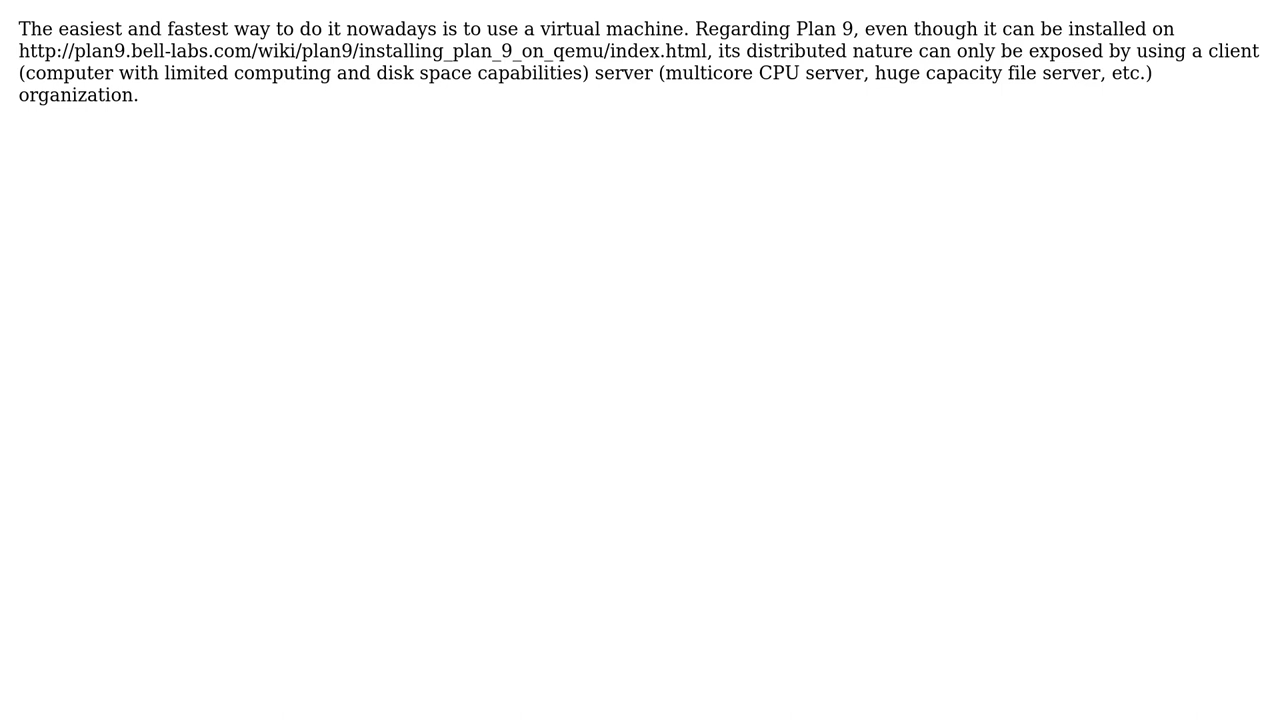 The easiest and fastest way to do it nowadays is to use a virtual machine. Regarding Plan 9, even though it can be installed on
http://plan9.bell-labs.com/wiki/plan9/installing_plan_9_on_qemu/index.html, its distributed nature can only be exposed by using a client
(computer with limited computing and disk space capabilities) server (multicore CPU server, huge capacity file server, etc.)
organization.